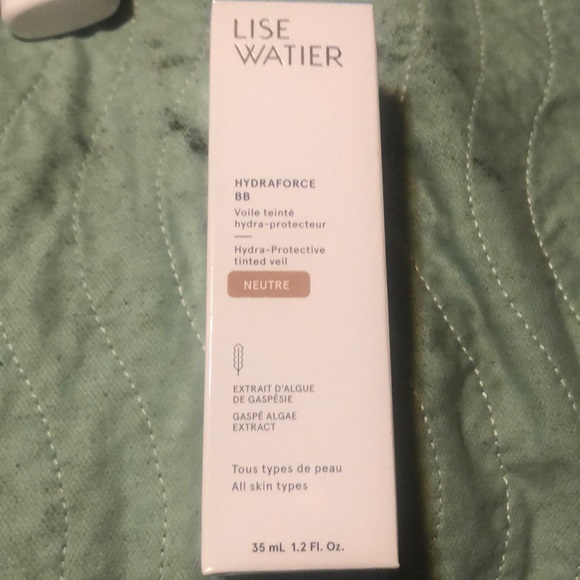 LISE
WATIER
HYDRAFORCE
BB
Voile teinté
hydra-protecteur
Hydra-Protective
tinted veil
NEUTRE
EXTRAIT D'ALGUE
DE GASPÉSIE
GASPÉ ALGAE
EXTRACT
Tous types de peau
All skin types
35 mL 1.2 Fl. Oz.